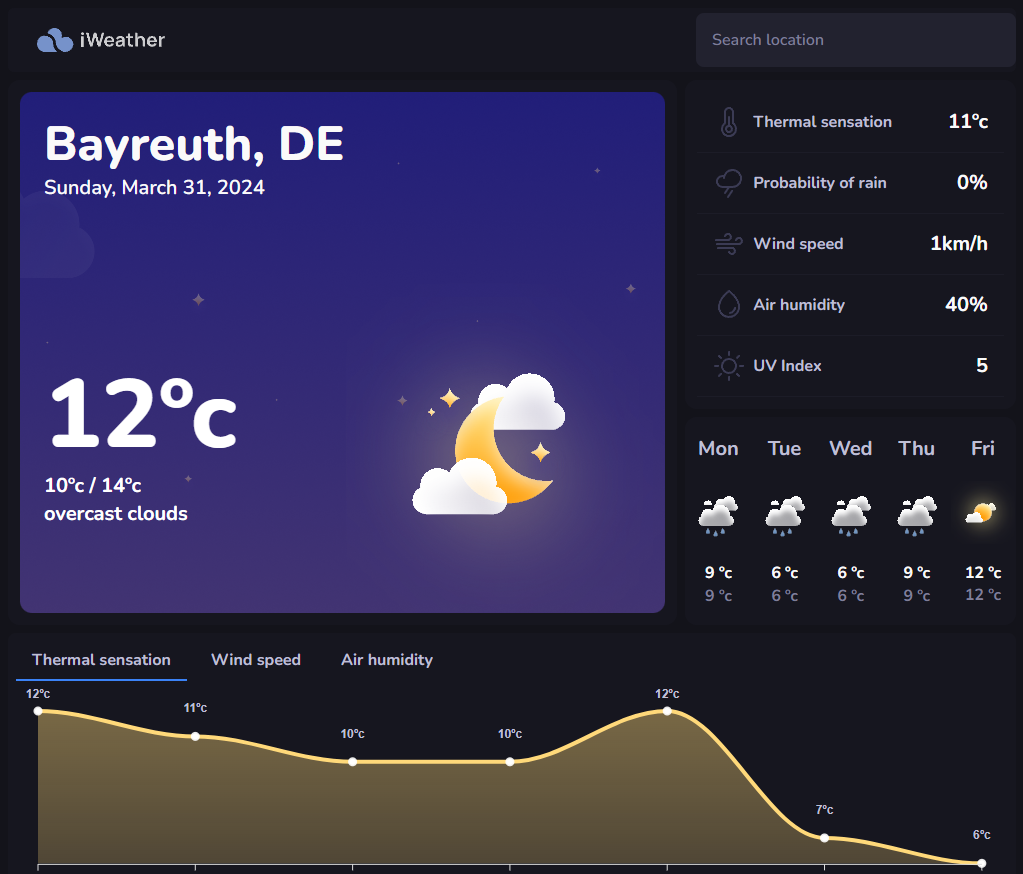 iWeather
Search location
Bayreuth, DE
Sunday, March 31, 2024
12ºc
10ºc / 14ºc
overcast clouds
Thermal sensation 11ºc
Probability of rain 0%
Wind speed 1km/h
Air humidity 40%
UV Index 5
Mon Tue Wed Thu Fri
9 ºc 6 ºc 6 ºc 9 ºc 12 ºc
9 ºc 6 ºc 6 ºc 9 ºc 12 ºc
Thermal sensation Wind speed Air humidity
12ºc 11ºc 10ºc 10ºc 12ºc 7ºc 6ºc